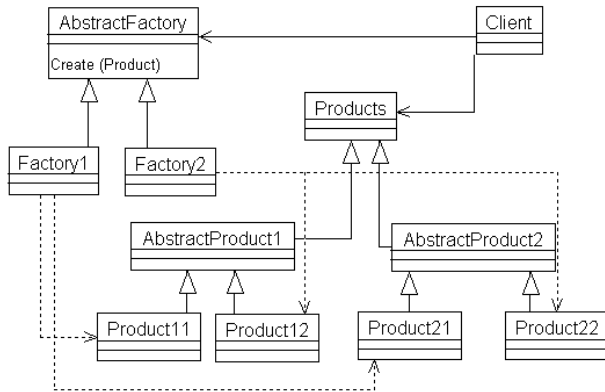 AbstractFactory
Client
Create (Product)
Products
Factory1
Factory2
AbstractProduct1
AbstractProduct2
Product11
Product12
Product21
Product22